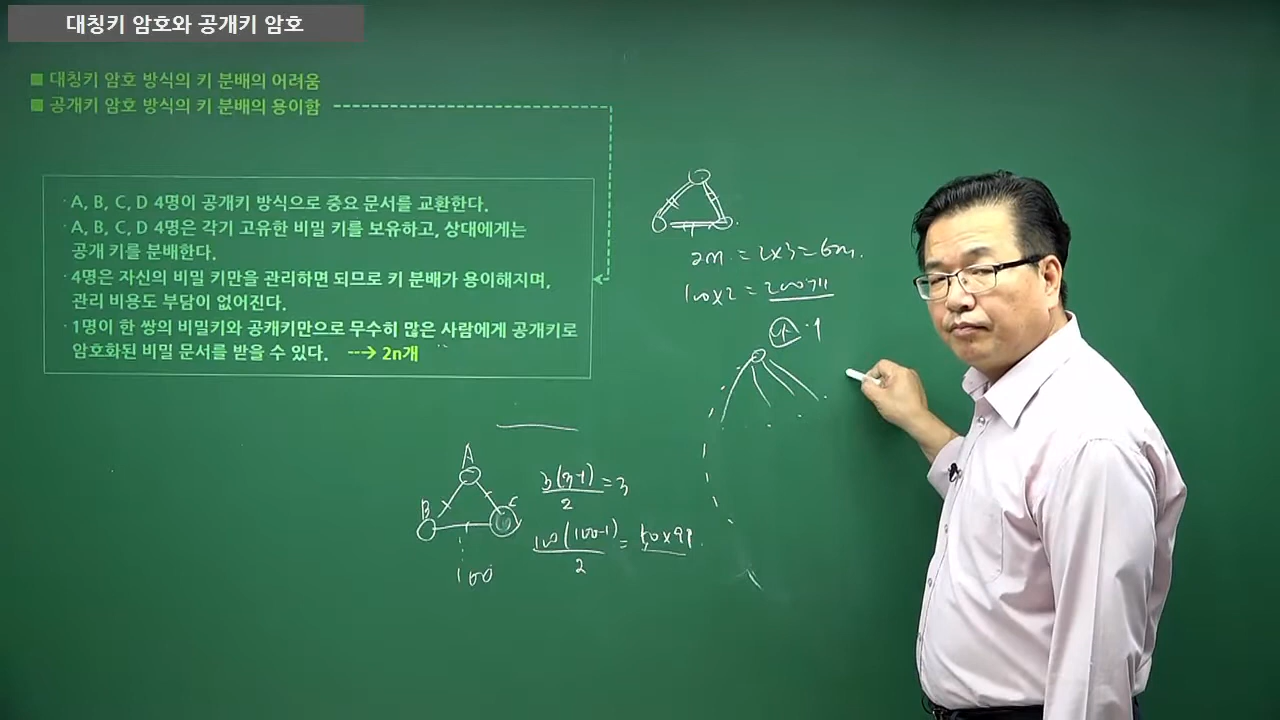 대칭키 암호와 공개키 암호
■ 대칭키 암호 방식의 키 분배의 어려움
■ 공개키 암호 방식의 키 분배의 용이함
· A, B, C, D 4명이 공개키 방식으로 중요 문서를 교환한다.
· A, B, C, D 4명은 각기 고유한 비밀 키를 보유하고, 상대에게는
공개 키를 분배한다.
· 4명은 자신의 비밀 키만을 관리하면 되므로 키 분배가 용이해지며,
관리 비용도 부담이 없어진다.
· 1명이 한 쌍의 비밀키와 공캐키만으로 무수히 많은 사람에게 공개키로
암호화된 비밀 문서를 받을 수 있다. --→ 2n개
2n = 2x3 = 6
100x2 = 200개
A
B
C
100
3(3-1)/2 = 3
100(100-1)/2 = 50x99